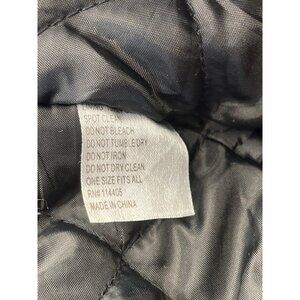 SPOT CLEAN
DO NOT BLEACH
DO NOT TUMBLE DRY
DO NOT IRON
DO NOT DRY CLEAN
ONE SIZE FITS ALL
RN# 114405
MADE IN CHINA